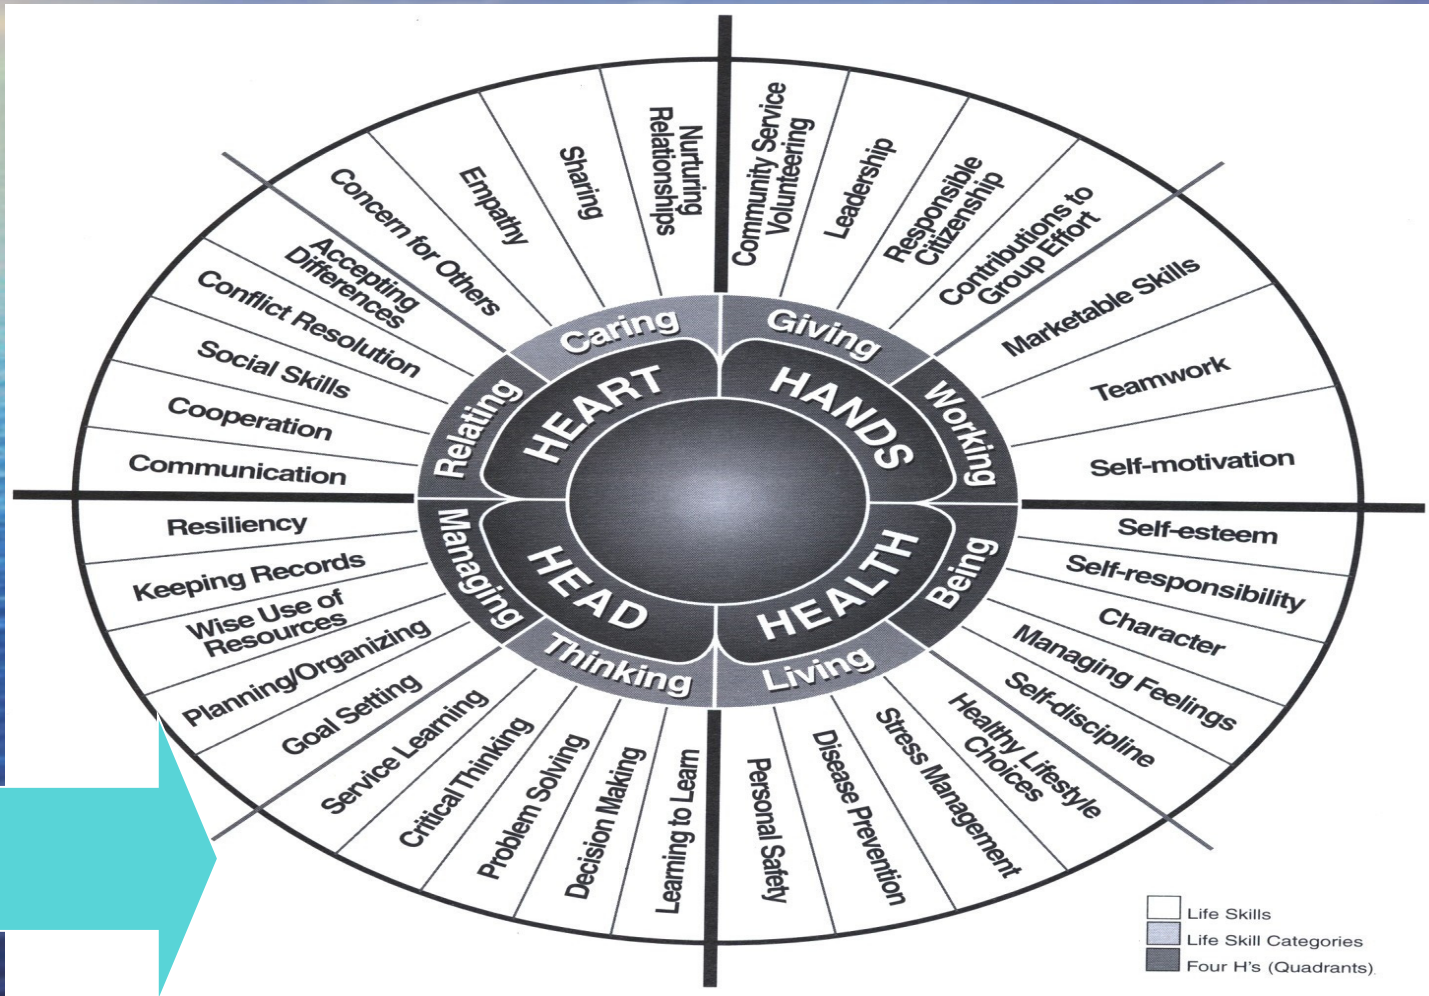 Nurturing
Relationships
Sharing
Empathy
Concern for Others
Accepting
Differences
Conflict Resolution
Social Skills
Cooperation
Communication
Community Service
Volunteering
Leadership
Responsible
Citizenship
Contributions to
Group Effort
Marketable Skills
Teamwork
Self-motivation
Caring
Giving
Relating
HEART
HANDS
Working
Managing
HEAD
HEALTH
Being
Thinking
Living
Resiliency
Keeping Records
Wise Use of
Resources
Planning/Organizing
Goal Setting
Service Learning
Critical Thinking
Problem Solving
Decision Making
Learning to Learn
Self-esteem
Self-responsibility
Character
Managing Feelings
Self-discipline
Healthy Lifestyle
Choices
Stress Management
Disease Prevention
Personal Safety
Life Skills
Life Skill Categories
Four H's (Quadrants)